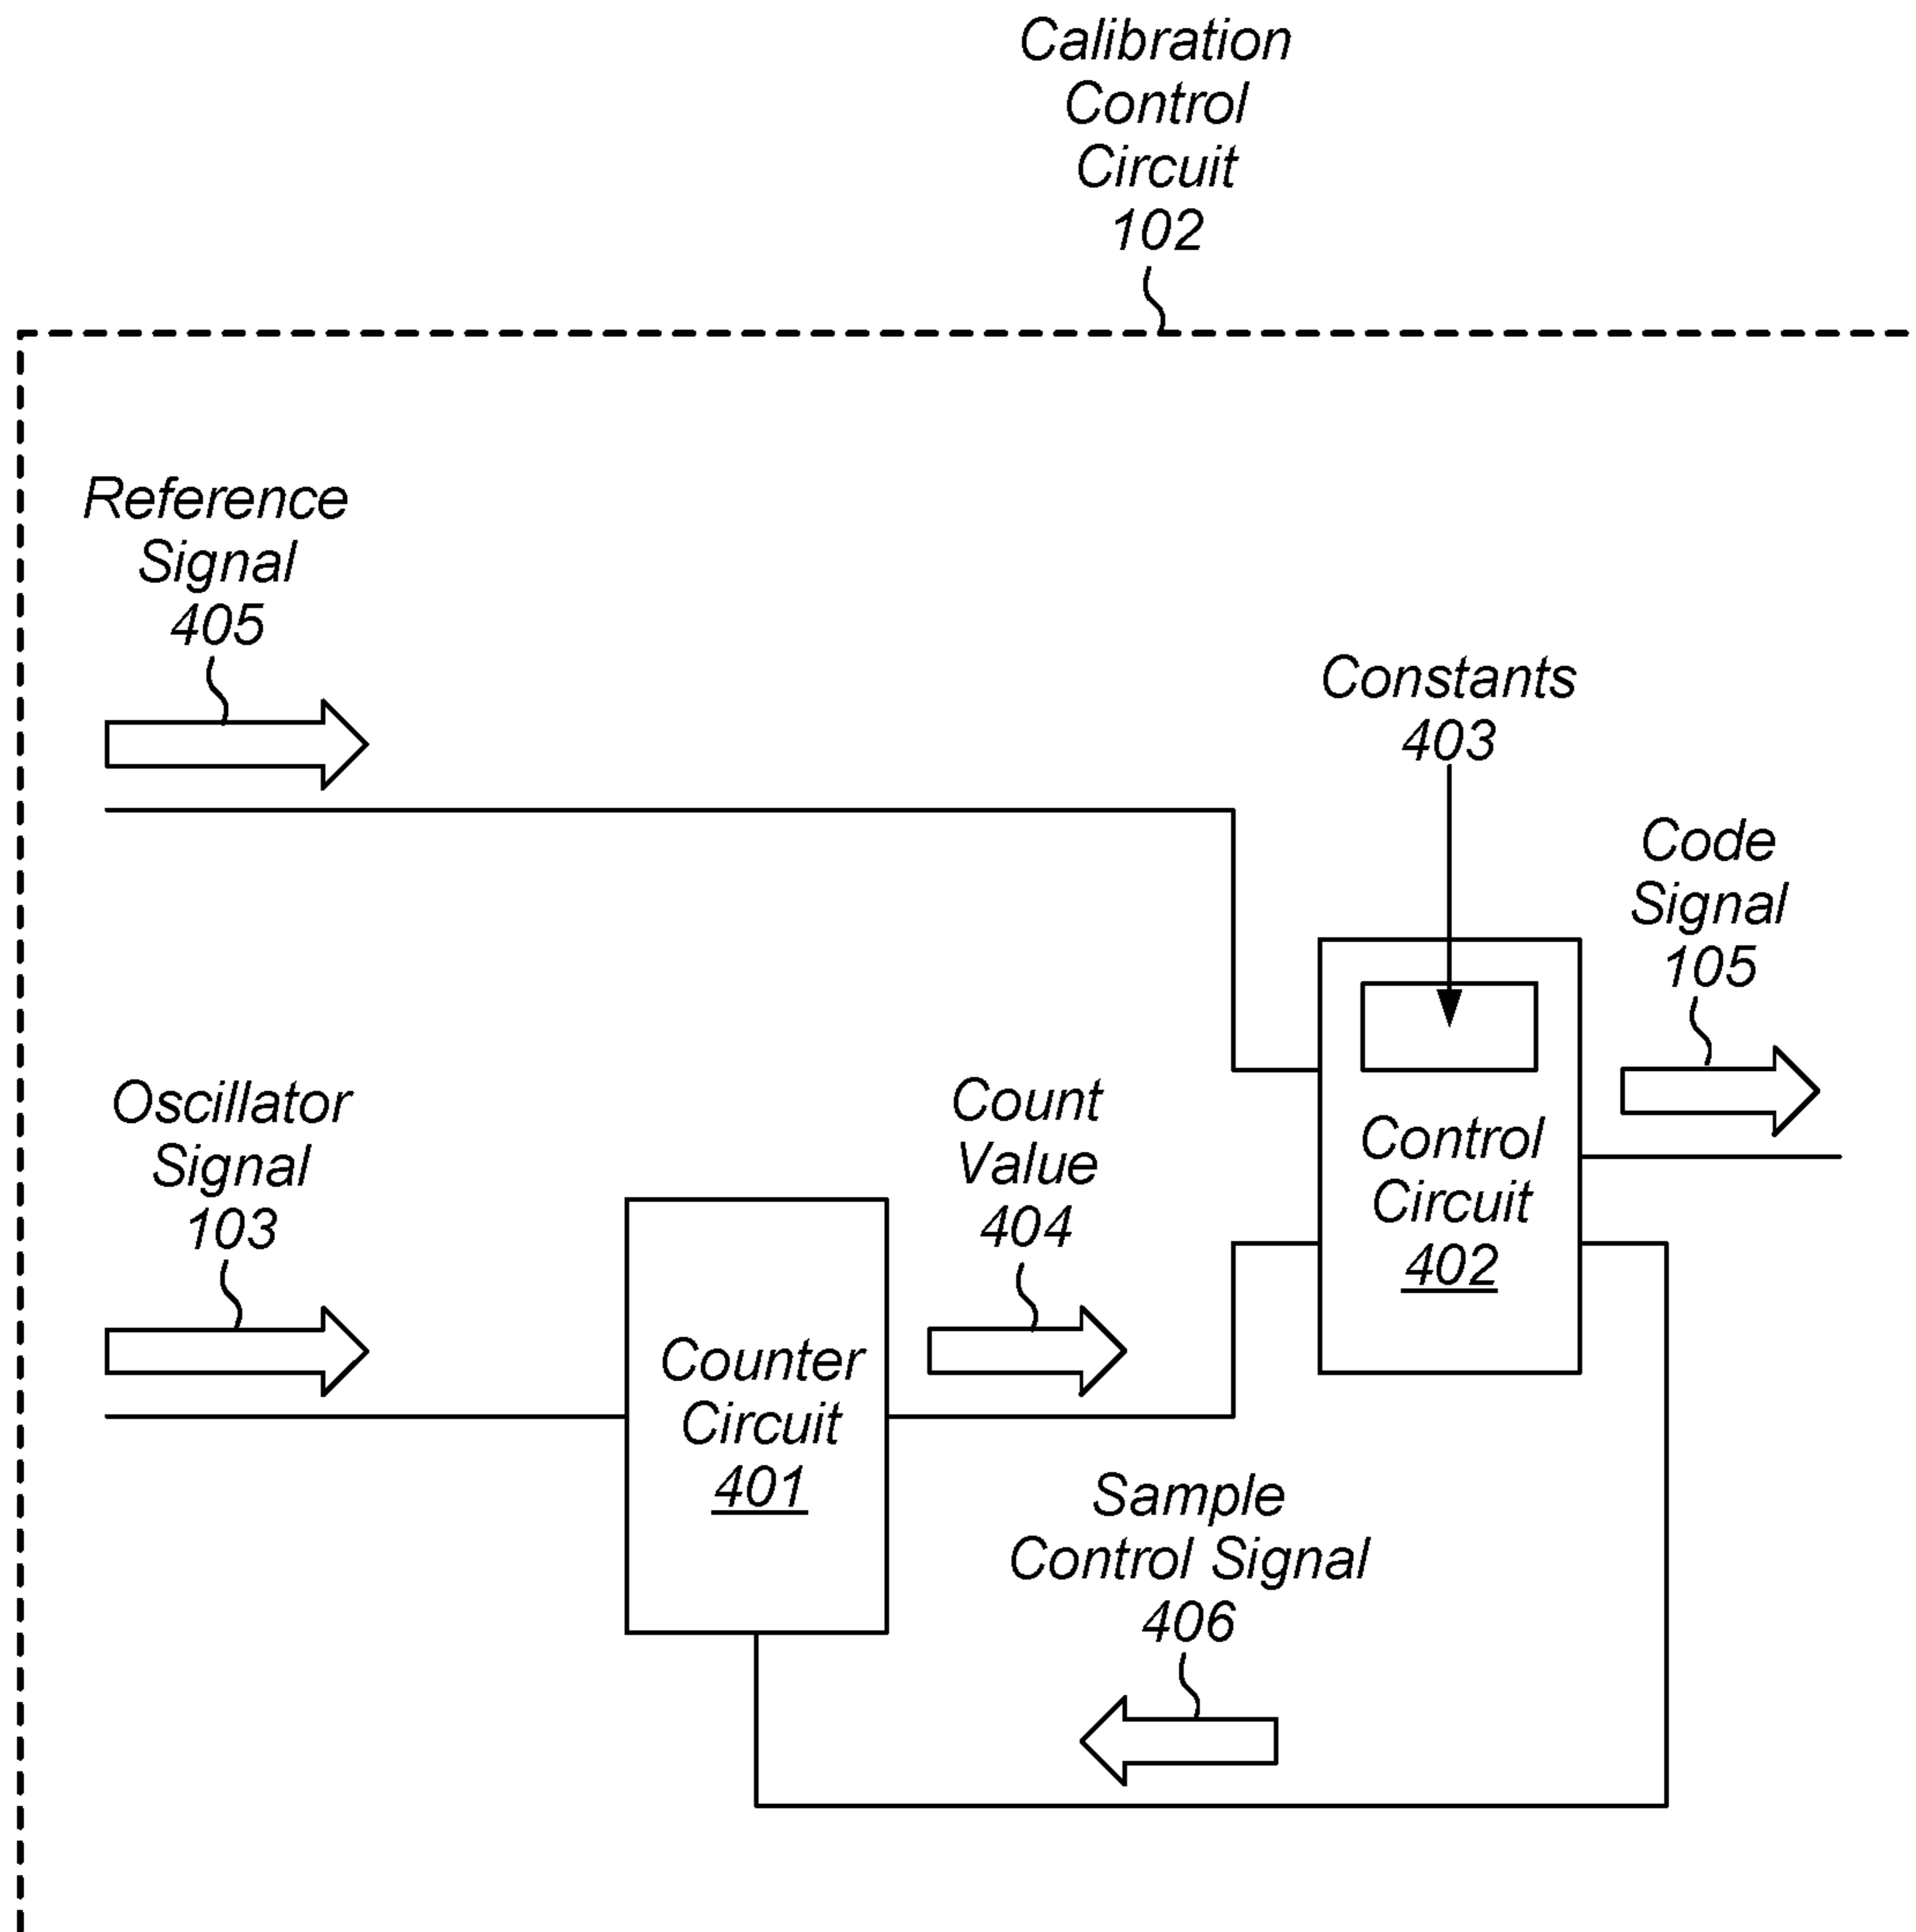 Calibration
Control
Circuit
102
Reference
Signal
405
Constants
403
Code
Signal
105
Oscillator
Signal
103
Count
Value
404
Control
Circuit
402
Counter
Circuit
401
Sample
Control Signal
406